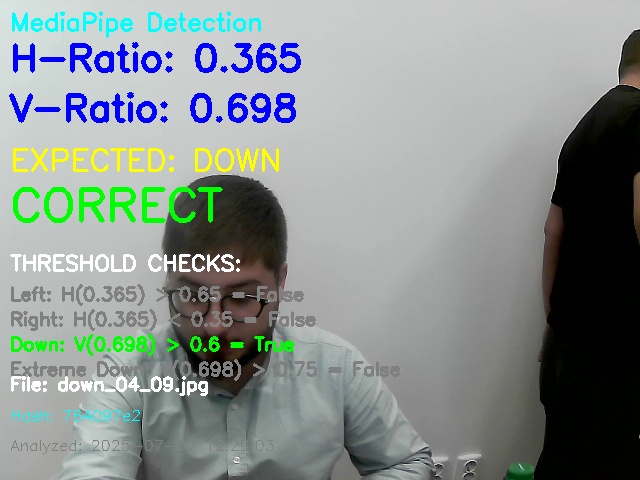 MediaPipe Detection
H-Ratio: 0.365
V-Ratio: 0.698
EXPECTED: DOWN
CORRECT
THRESHOLD CHECKS:
Left: H(0.365) > 0.65 = False
Right: H(0.365) < 0.35 = False
Down: V(0.698) > 0.6 = True
Extreme Down: V(0.698) > 0.75 = False
File: down_04_09.jpg
Hash: 784097e2
Analyzed: